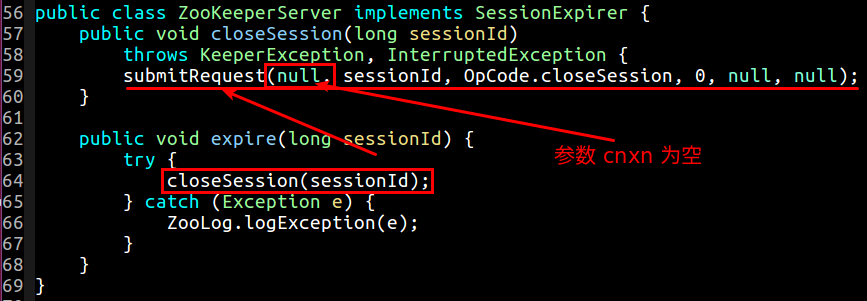 56 public class ZooKeeperServer implements SessionExpirer {
57     public void closeSession(long sessionId)
58         throws KeeperException, InterruptedException {
59         submitRequest(null, sessionId, OpCode.closeSession, 0, null, null);
60     }
61
62     public void expire(long sessionId) {
63         try {
参数 cnxn 为空
64             closeSession(sessionId);
65         } catch (Exception e) {
66             ZooLog.logException(e);
67         }
68     }
69 }